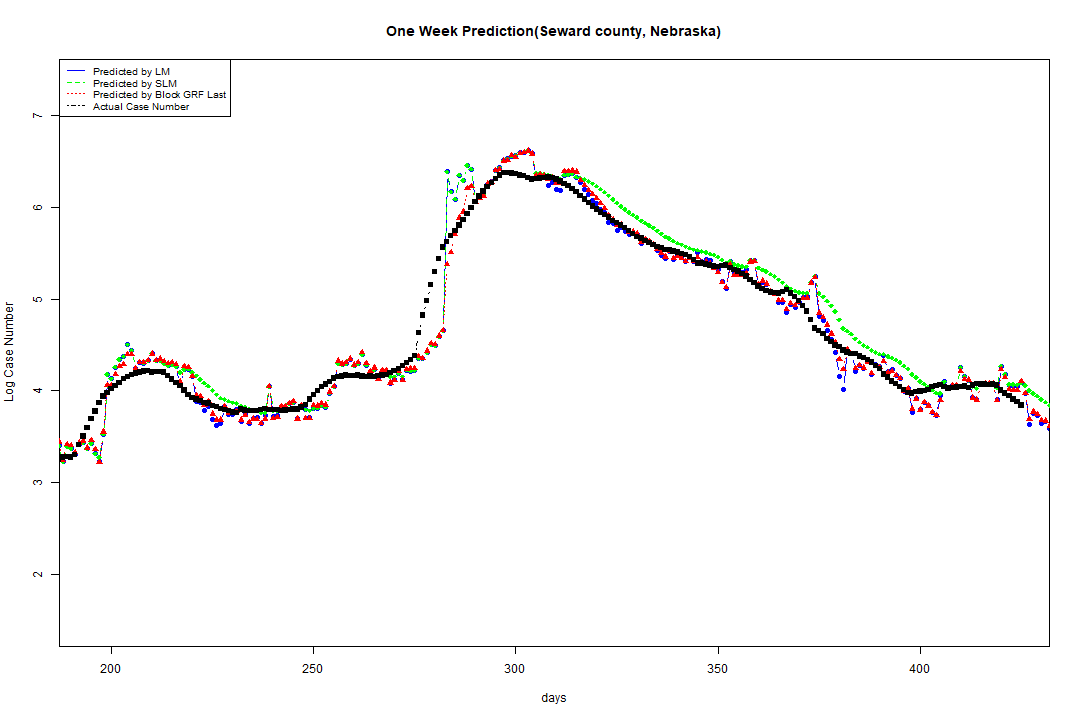 One Week Prediction(Seward county, Nebraska)
Predicted by LM
Predicted by SLM
Predicted by Block GRF Last
Actual Case Number
7
6
5
4
3
2
Log Case Number
200 250 300 350 400
days